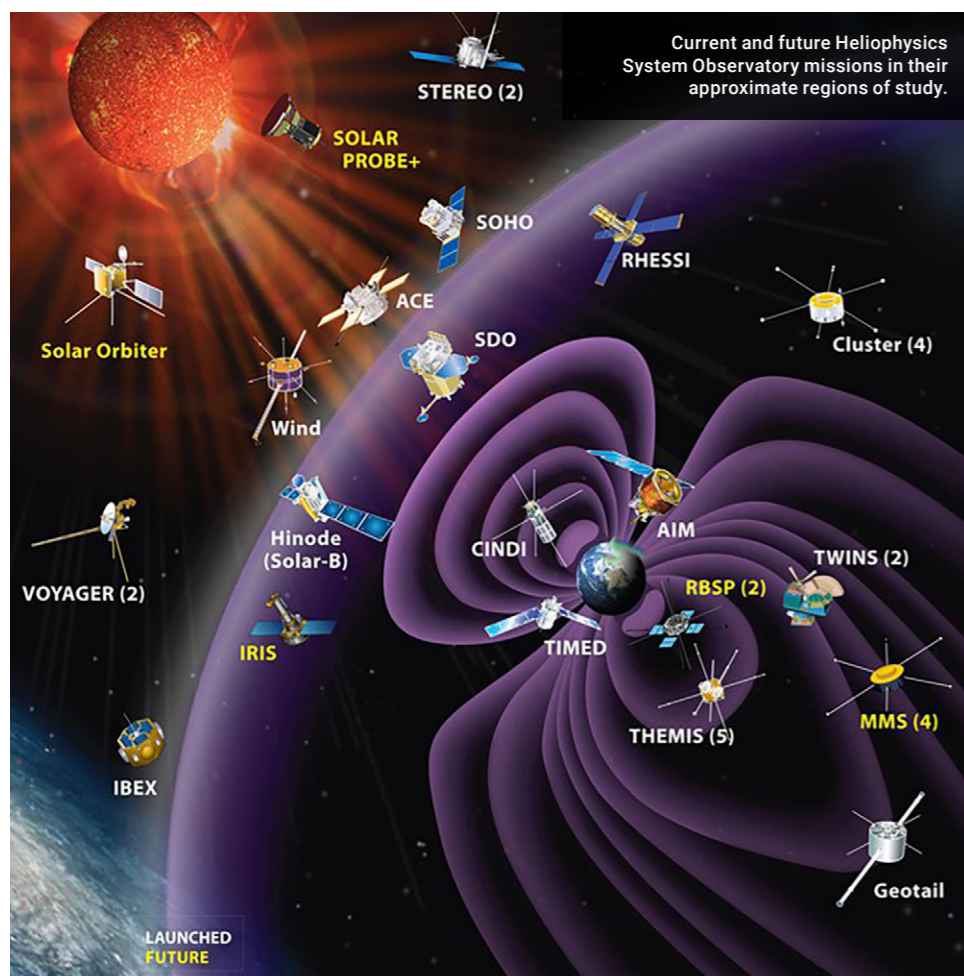 Current and future Heliophysics
System Observatory missions in their
approximate regions of study.
STEREO (2)
SOLAR
PROBE+
SOHO
RHESSI
ACE
Solar Orbiter
SDO
Cluster (4)
Wind
Hinode
(Solar-B)
CINDI
AIM
TWINS (2)
VOYAGER (2)
RBSP (2)
IRIS
TIMED
THEMIS (5)
MMS (4)
IBEX
Geotail
LAUNCHED
FUTURE